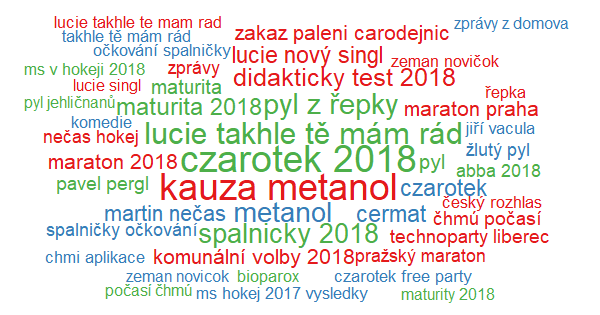 lucie takhle te mam rad
zprávy z domova
takhle tě mám rád
zakaz paleni carodejnic
očkování spalničky
lucie nový singl
zeman novičok
ms v hokeji 2018
zprávy
didakticky test 2018
lucie singl
maturita
řepka
pyl jehličnanů
maturita 2018
pyl z řepky
maraton praha
komedie
nečas hokej
lucie takhle tě mám rád
jiří vacula
žlutý pyl
maraton 2018
czarotek 2018
pyl
abba 2018
pavel pergl
kauza metanol
czarotek
český rozhlas
martin nečas
metanol
cermat
čhmú počasí
spalničky očkování
spalnicky 2018
technoparty liberec
chmi aplikace
komunální volby 2018
pražský maraton
zeman novicok
bioparox
czarotek free party
počasí čhmú
ms hokej 2017 vysledky
maturity 2018